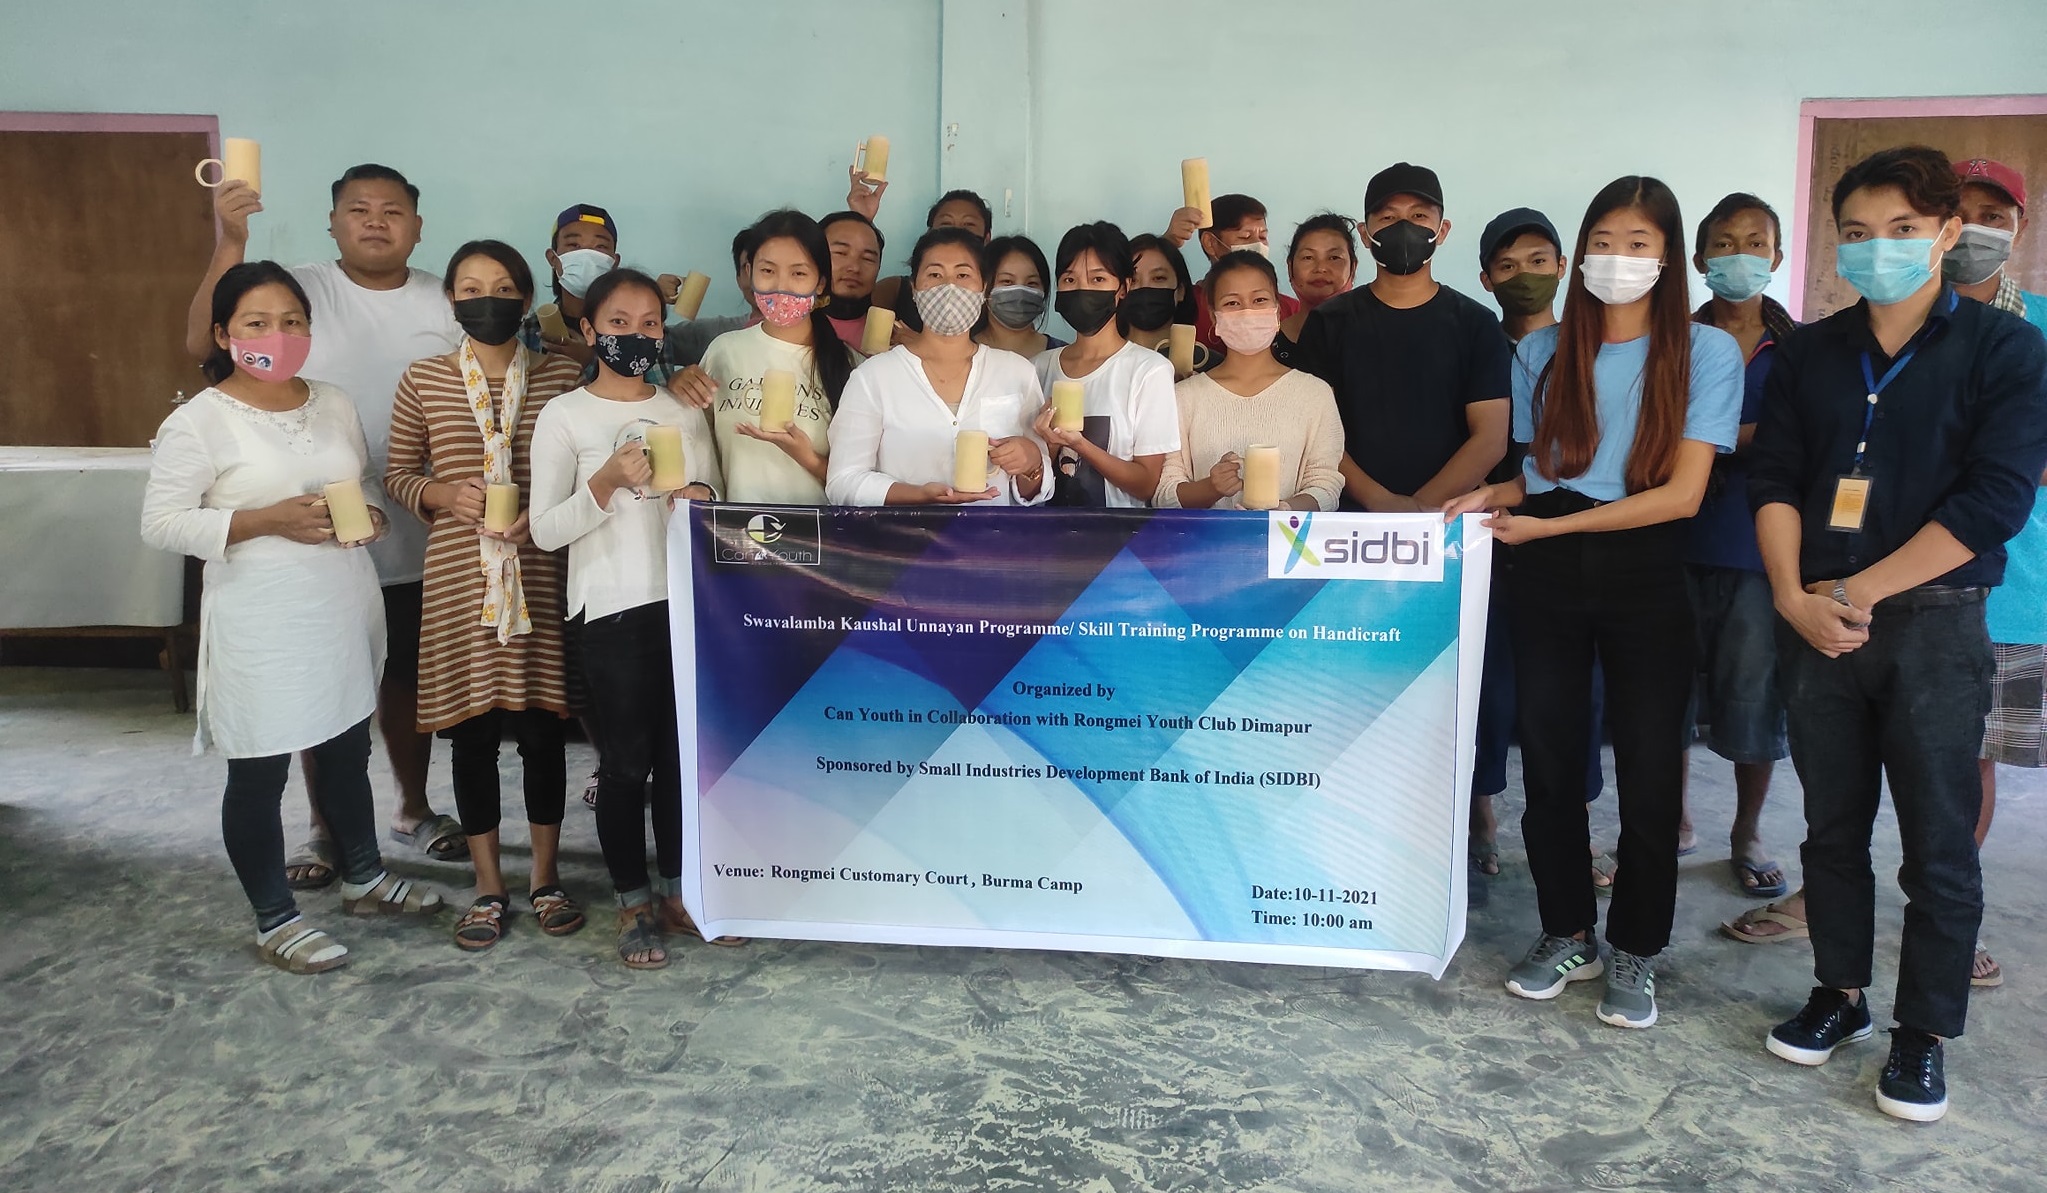 Can Youth
sidbi
Swavalamba Kaushal Unnayan Programme/ Skill Training Programme on Handicraft
Organized by
Can Youth in Collaboration with Rongmei Youth Club Dimapur
Sponsored by Small Industries Development Bank of India (SIDBI)
Venue: Rongmei Customary Court, Burma Camp
Date:10-11-2021
Time: 10:00 am
A